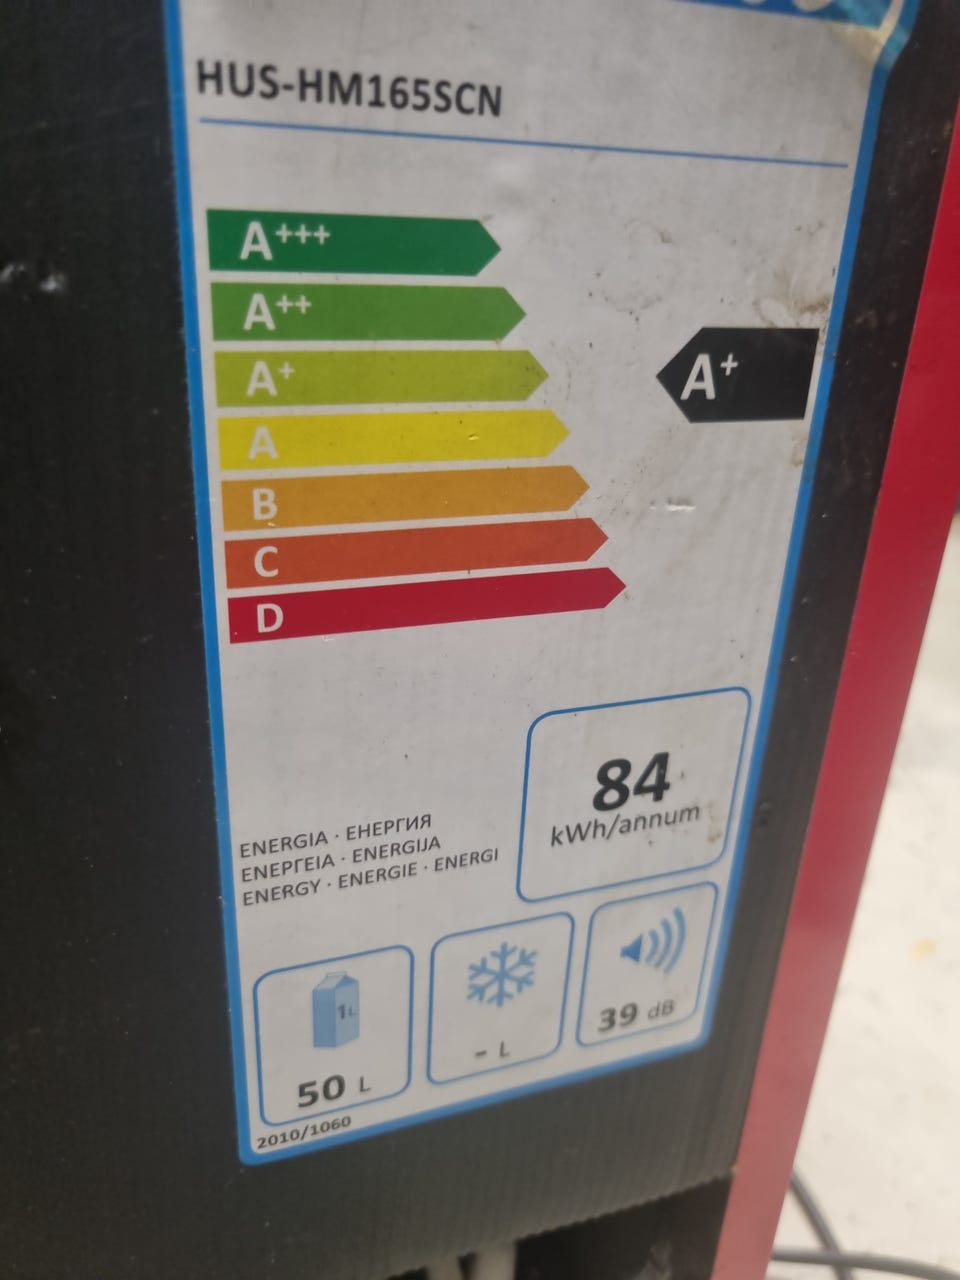 HUS-HM165SCN
A+++
A++
A+
A+
A
B
C
D
84
kWh/annum
ENERGIA · ЕНЕРГИЯ
ΕΝΕΡΓΕΙΑ · ENERGIJA
ENERGY · ENERGIE · ENERGI
1L
50 L
- L
39 dB
2010/1060